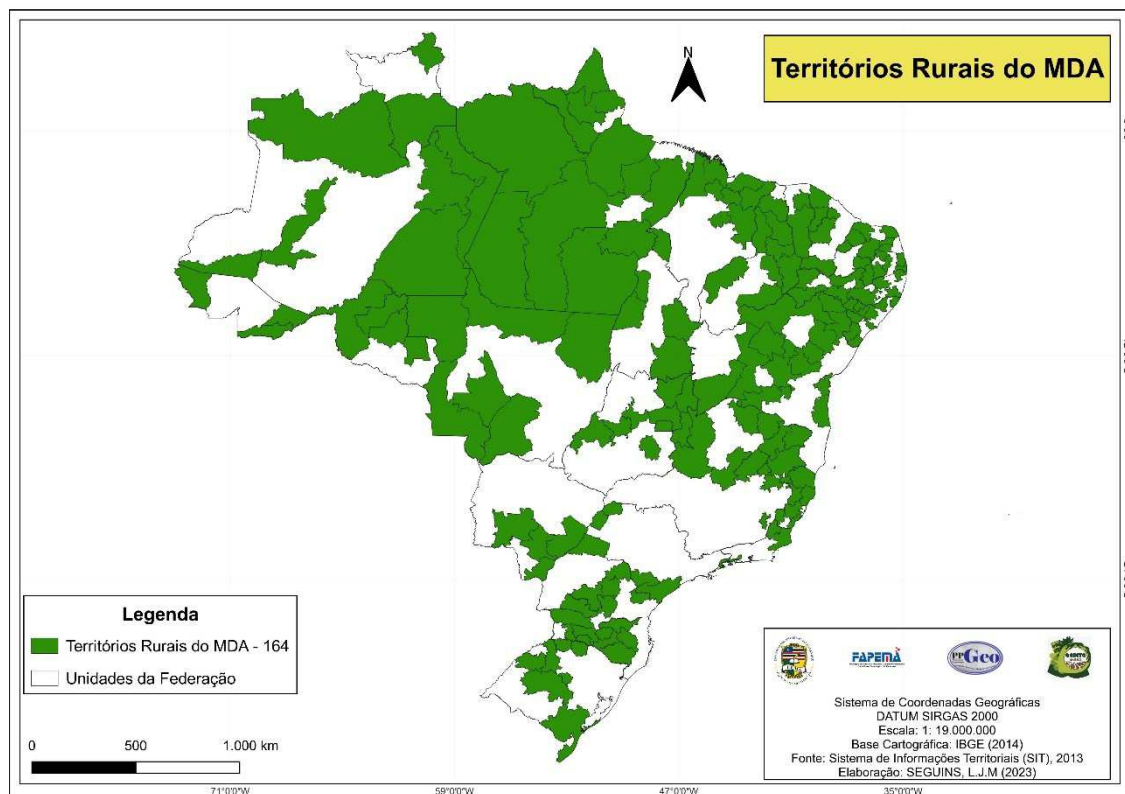 Territórios Rurais do MDA
N
Legenda
Territórios Rurais do MDA - 164
Unidades da Federação
0 500 1.000 km
FAPEMA
PPGeo
Sistema de Coordenadas Geográficas
DATUM SIRGAS 2000
Escala: 1: 19.000.000
Base Cartográfica: IBGE (2014)
Fonte: Sistema de Informações Territoriais (SIT), 2013
Elaboração: SEGUINS, L.J.M (2023)
71°0'0"W 59°0'0"W 47°0'0"W 35°0'0"W